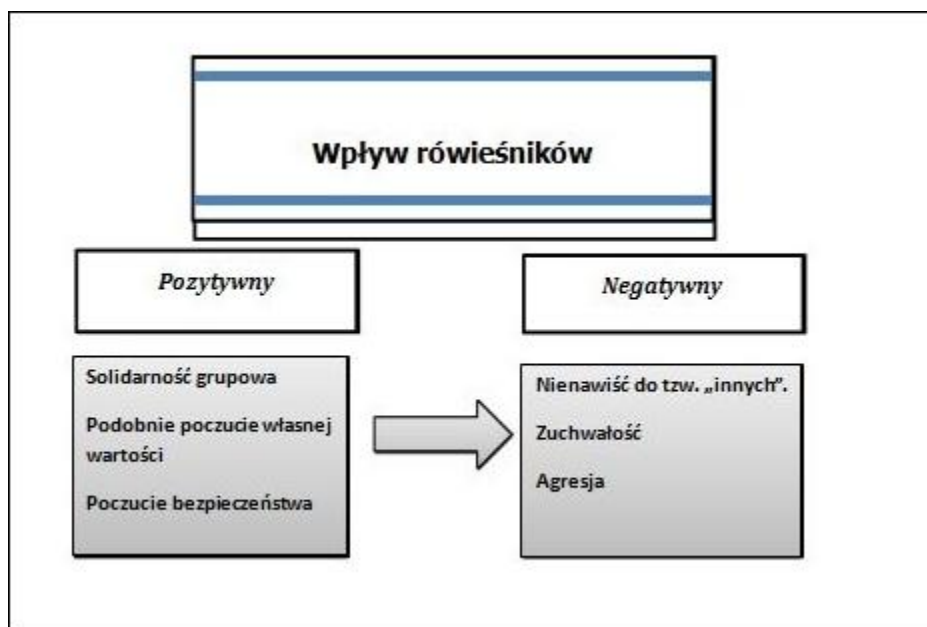 Wpływ rówieśników
Pozytywny
Negatywny
Solidarność grupowa
Podobnie poczucie własnej
wartości
Poczucie bezpieczeństwa
Nienawiść do tzw. „innych”.
Zuchwałość
Agresja